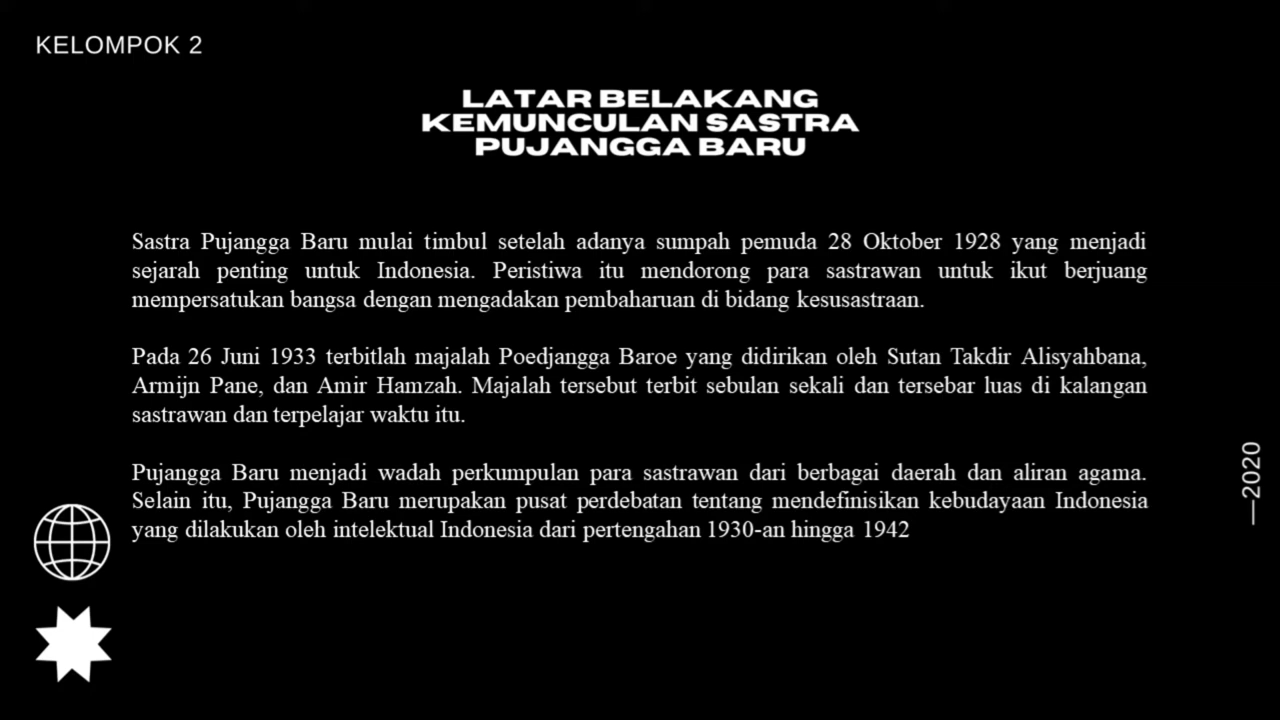 KELOMPOK 2
LATAR BELAKANG
KEMUNCULAN SASTRA
PUJANGGA BARU
Sastra Pujangga Baru mulai timbul setelah adanya sumpah pemuda 28 Oktober 1928 yang menjadi
sejarah penting untuk Indonesia. Peristiwa itu mendorong para sastrawan untuk ikut berjuang
mempersatukan bangsa dengan mengadakan pembaharuan di bidang kesusastraan.
Pada 26 Juni 1933 terbitlah majalah Poedjangga Baroe yang didirikan oleh Sutan Takdir Alisyahbana,
Armijn Pane, dan Amir Hamzah. Majalah tersebut terbit sebulan sekali dan tersebar luas di kalangan
sastrawan dan terpelajar waktu itu.
Pujangga Baru menjadi wadah perkumpulan para sastrawan dari berbagai daerah dan aliran agama.
Selain itu, Pujangga Baru merupakan pusat perdebatan tentang mendefinisikan kebudayaan Indonesia
yang dilakukan oleh intelektual Indonesia dari pertengahan 1930-an hingga 1942
—2020